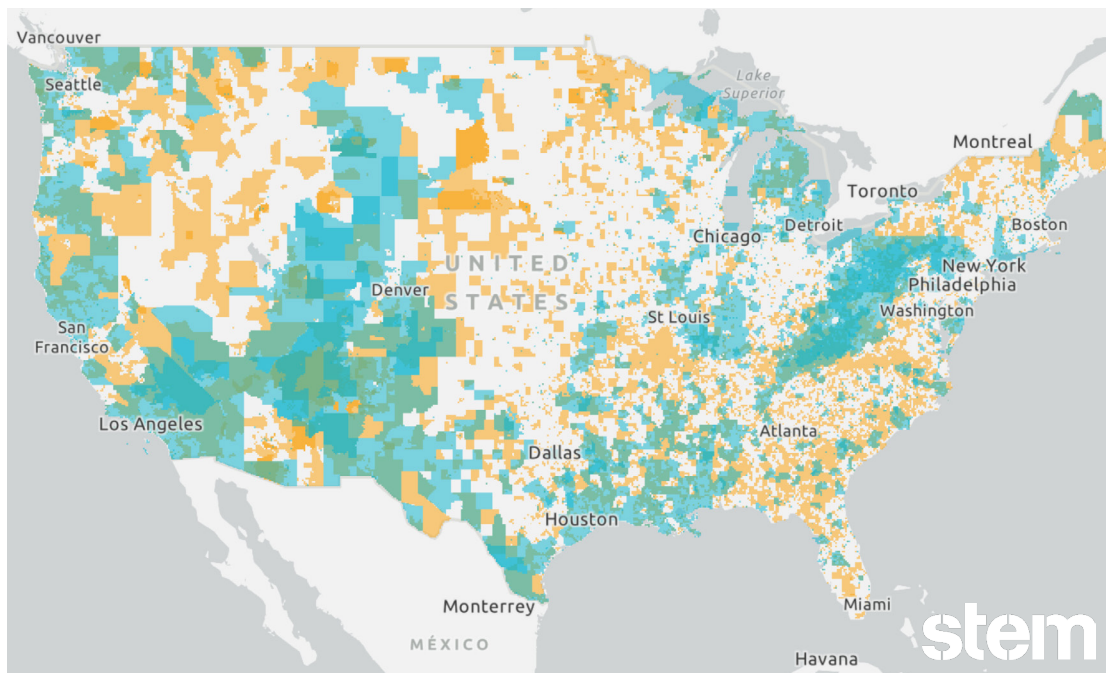 Vancouver
Seattle
Lake
Superior
Montreal
Toronto
Boston
Detroit
Chicago
UNITED
STATES
New York
Philadelphia
Denver
Washington
St Louis
San
Francisco
Los Angeles
Atlanta
Dallas
Houston
Monterrey
Miami
MÉXICO
stem
Havana